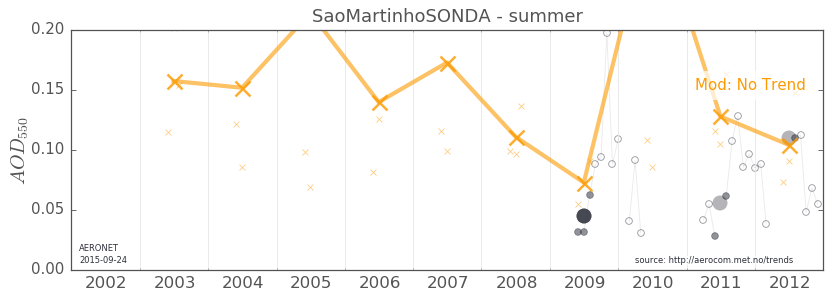 SaoMartinhoSONDA - summer
0.20
0.15
0.10
0.05
0.00
AOD550
Mod: No Trend
AERONET
2015-09-24
source: http://aerocom.met.no/trends
2002 2003 2004 2005 2006 2007 2008 2009 2010 2011 2012